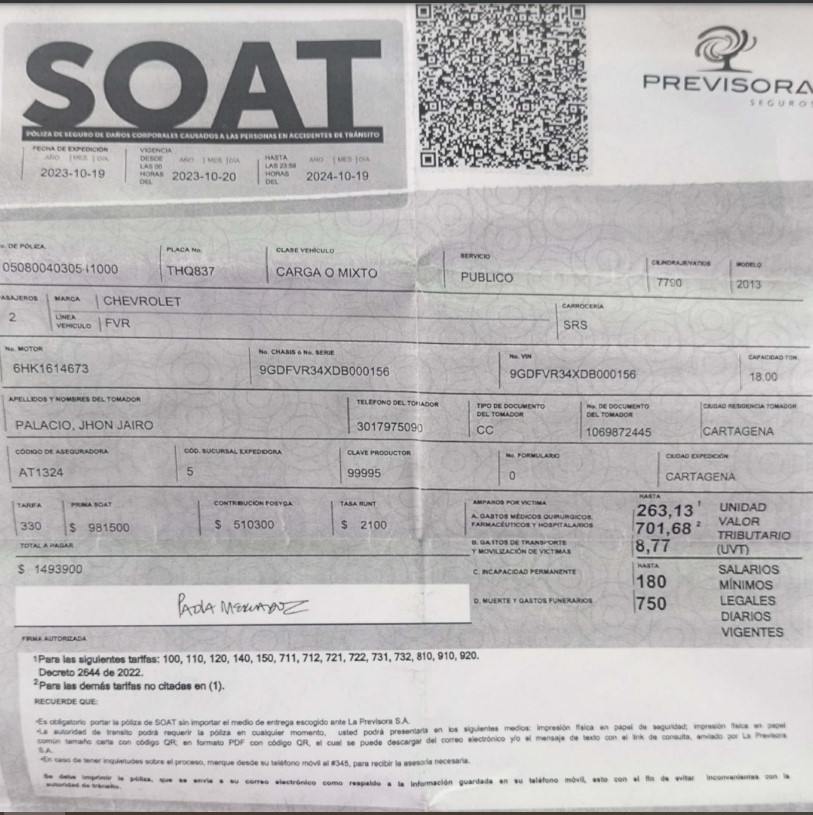 SOAT
PÓLIZA DE SEGURO DE DAÑOS CORPORALES CAUSADOS A LAS PERSONAS EN ACCIDENTES DE TRÁNSITO
PREVISORA
SEGUROS
FECHA DE EXPEDICIÓN
AÑO | MES | DÍA
2023-10-19
VIGENCIA
DESDE LAS 00 HORAS DEL
AÑO | MES | DÍA
2023-10-20
HASTA LAS 23:59 HORAS DEL
AÑO | MES | DÍA
2024-10-19
DE PÓLIZA
PLACA No.
CLASE VEHÍCULO
SERVICIO
CILINDRAJE/VATIOS
MODELO
THQ837
CARGA O MIXTO
PUBLICO
7790
2013
ASAJEROS
MARCA
CHEVROLET
CARROCERÍA
2
LÍNEA VEHÍCULO
FVR
SRS
No. MOTOR
No. CHASIS o No. SERIE
No. VIN
CAPACIDAD TON.
6HK1614673
9GDFVR34XDB000156
9GDFVR34XDB000156
18.00
APELLIDOS Y NOMBRES DEL TOMADOR
TELÉFONO DEL TOMADOR
TIPO DE DOCUMENTO DEL TOMADOR
No. DE DOCUMENTO DEL TOMADOR
CIUDAD RESIDENCIA TOMADOR
PALACIO, JHON JAIRO
3017975090
CC
1069872445
CARTAGENA
CÓDIGO DE ASEGURADORA
CÓD. SUCURSAL EXPEDIDORA
CLAVE PRODUCTOR
No. FORMULARIO
CIUDAD EXPEDICIÓN
AT1324
5
99995
0
CARTAGENA
TARIFA
PRIMA SOAT
CONTRIBUCIÓN FOSYGA
TASA RUNT
330
$ 981500
$ 510300
$ 2100
TOTAL A PAGAR
$ 1493900
AMPAROS POR VICTIMA
HASTA
A. GASTOS MÉDICOS QUIRURGICOS, FARMACÉUTICOS Y HOSPITALARIOS
263,13 ¹
701,68 ²
B. GASTOS DE TRANSPORTE Y MOVILIZACIÓN DE VICTIMAS
8,77
UNIDAD
VALOR
TRIBUTARIO
(UVT)
HASTA
C. INCAPACIDAD PERMANENTE
180
D. MUERTE Y GASTOS FUNERARIOS
750
SALARIOS
MÍNIMOS
LEGALES
DIARIOS
VIGENTES
FIRMA AUTORIZADA
¹Para las siguientes tarifas: 100, 110, 120, 140, 150, 711, 712, 721, 722, 731, 732, 810, 910, 920.
Decreto 2644 de 2022.
²Para las demás tarifas no citadas en (1).
RECUERDE QUE:
•Es obligatorio portar la póliza de SOAT sin importar el medio de entrega escogido ante La Previsora S.A.
•La autoridad de tránsito podrá requerir la póliza en cualquier momento, usted podrá presentarla en los siguientes medios: impresión física en papel de seguridad; impresión física en papel
común tamaño carta con código QR; en formato PDF con código QR, el cual se puede descargar del correo electrónico y/o el mensaje de texto con el link de consulta, enviado por La Previsora
S.A.
•En caso de tener inquietudes sobre el proceso, marque desde su teléfono móvil al #345, para recibir la asesoría necesaria.
Se debe imprimir la póliza, que se envía a su correo electrónico como respaldo a la información guardada en su teléfono móvil, esto con el fin de evitar inconvenientes con la
autoridad de tránsito.